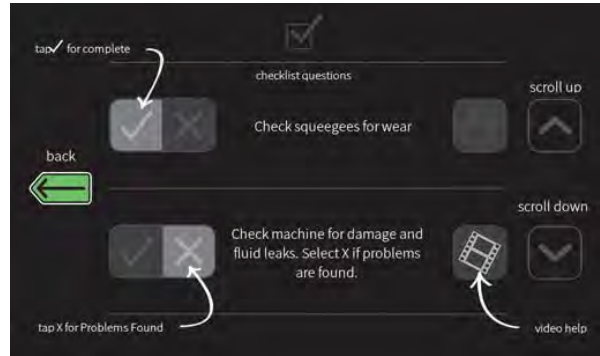 tap✓ for complete
checklist questions
scroll up
Check squeegees for wear
back
scroll down
Check machine for damage and
fluid leaks. Select X if problems
are found.
tap X for Problems Found
video help